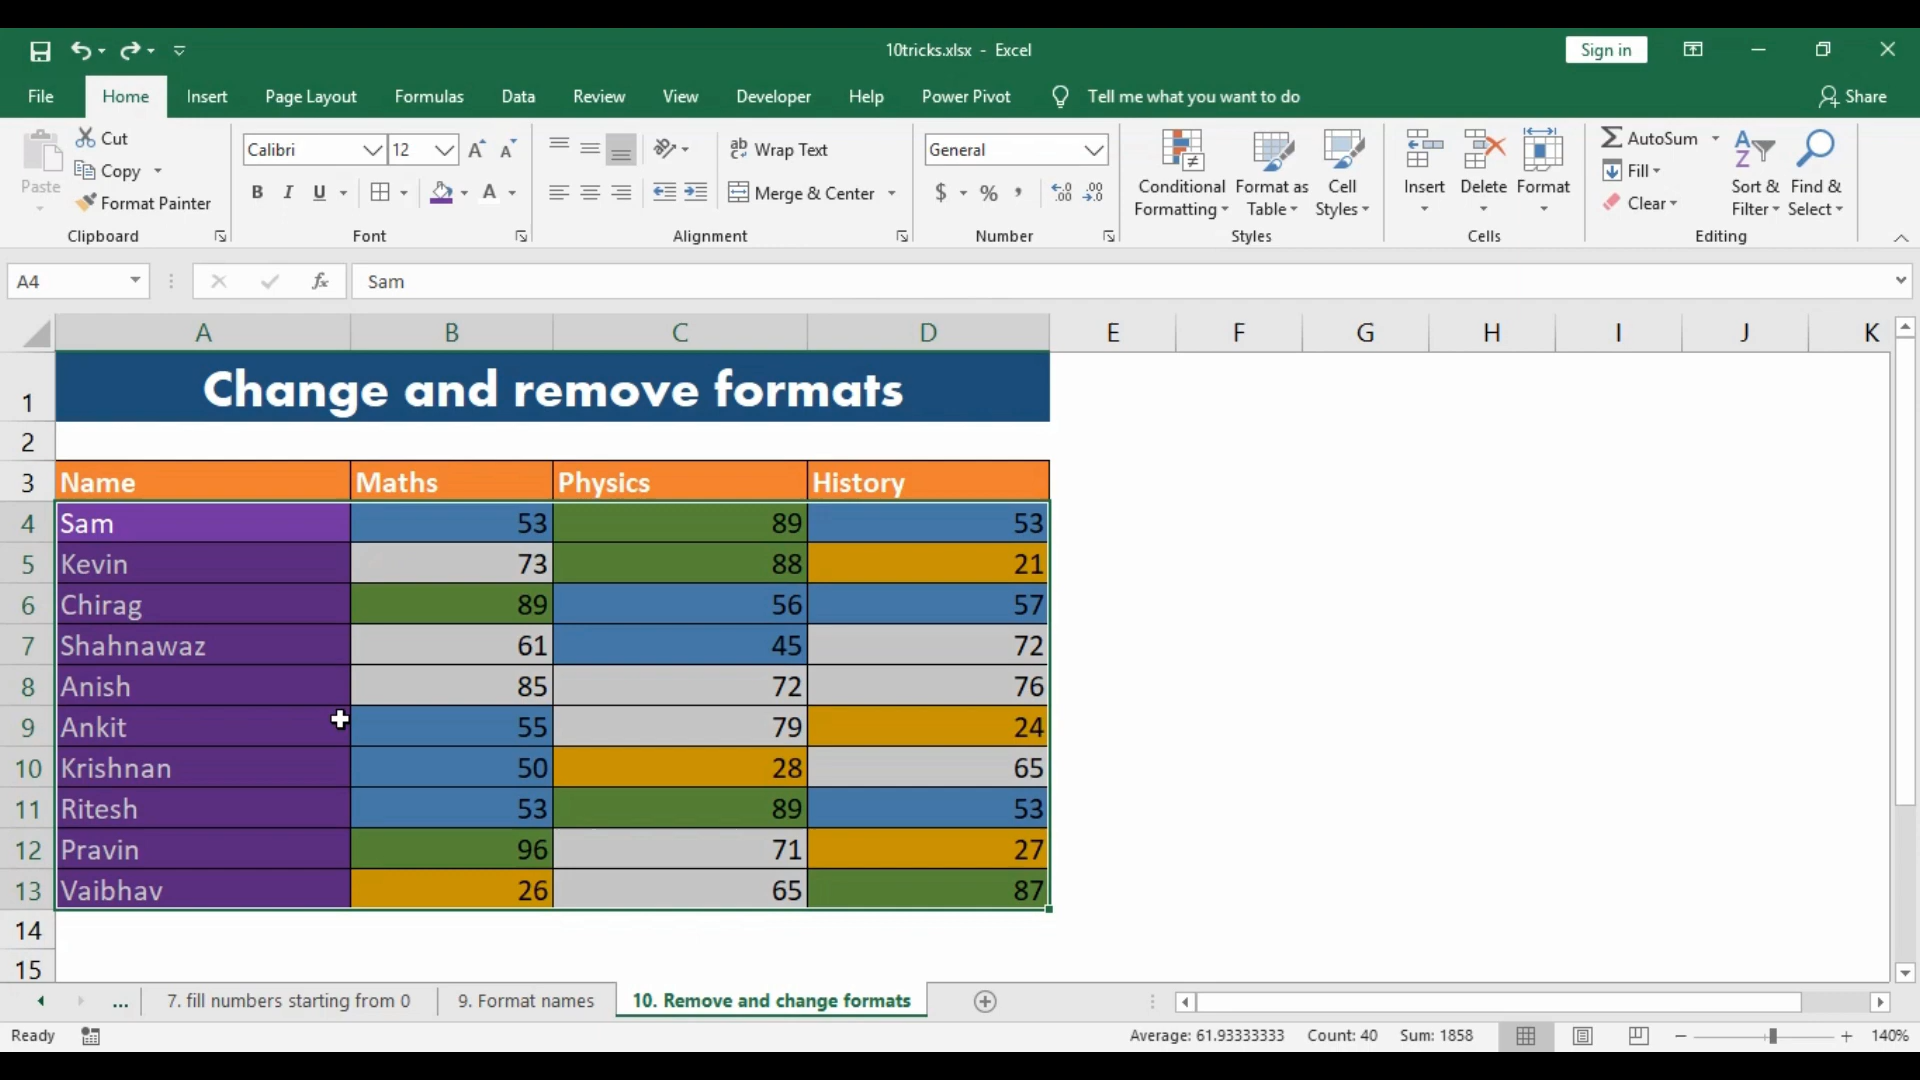 10tricks.xlsx - Excel
Sign in
File Home Insert Page Layout Formulas Data Review View Developer Help Power Pivot Tell me what you want to do Share
Paste
Cut
Copy
Format Painter
Clipboard
Calibri 12
B I U
Font
Wrap Text
Merge & Center
Alignment
General
$ % ,
Number
Conditional Formatting
Format as Table
Cell Styles
Styles
Insert
Delete
Format
Cells
AutoSum
Fill
Clear
Sort & Filter
Find & Select
Editing
A4 fx Sam
A B C D E F G H I J K
1 Change and remove formats
2
3 Name Maths Physics History
4 Sam 53 89 53
5 Kevin 73 88 21
6 Chirag 89 56 57
7 Shahnawaz 61 45 72
8 Anish 85 72 76
9 Ankit 55 79 24
10 Krishnan 50 28 65
11 Ritesh 53 89 53
12 Pravin 96 71 27
13 Vaibhav 26 65 87
14
15
... 7. fill numbers starting from 0 9. Format names 10. Remove and change formats
Ready Average: 61.93333333 Count: 40 Sum: 1858 140%